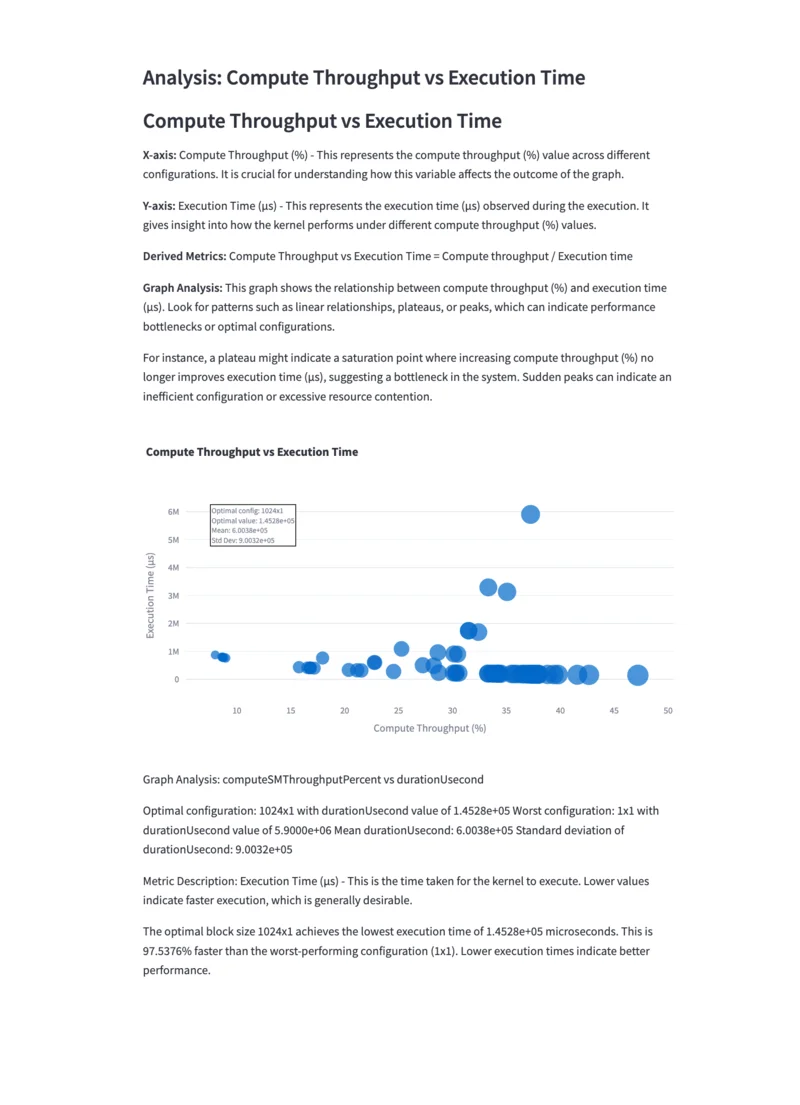 Analysis: Compute Throughput vs Execution Time
Compute Throughput vs Execution Time
X-axis: Compute Throughput (%) - This represents the compute throughput (%) value across different
configurations. It is crucial for understanding how this variable affects the outcome of the graph.
Y-axis: Execution Time (μs) - This represents the execution time (μs) observed during the execution. It
gives insight into how the kernel performs under different compute throughput (%) values.
Derived Metrics: Compute Throughput vs Execution Time = Compute throughput / Execution time
Graph Analysis: This graph shows the relationship between compute throughput (%) and execution time
(μs). Look for patterns such as linear relationships, plateaus, or peaks, which can indicate performance
bottlenecks or optimal configurations.
For instance, a plateau might indicate a saturation point where increasing compute throughput (%) no
longer improves execution time (μs), suggesting a bottleneck in the system. Sudden peaks can indicate an
inefficient configuration or excessive resource contention.
Compute Throughput vs Execution Time
Optimal config: 1024x1
Optimal value: 1.4528e+05
Mean: 6.0038e+05
Std Dev: 9.0032e+05
6M
5M
4M
3M
2M
1M
0
Execution Time (μs)
10 15 20 25 30 35 40 45 50
Compute Throughput (%)
Graph Analysis: computeSMThroughputPercent vs durationUsecond
Optimal configuration: 1024x1 with durationUsecond value of 1.4528e+05 Worst configuration: 1x1 with
durationUsecond value of 5.9000e+06 Mean durationUsecond: 6.0038e+05 Standard deviation of
durationUsecond: 9.0032e+05
Metric Description: Execution Time (μs) - This is the time taken for the kernel to execute. Lower values
indicate faster execution, which is generally desirable.
The optimal block size 1024x1 achieves the lowest execution time of 1.4528e+05 microseconds. This is
97.5376% faster than the worst-performing configuration (1x1). Lower execution times indicate better
performance.